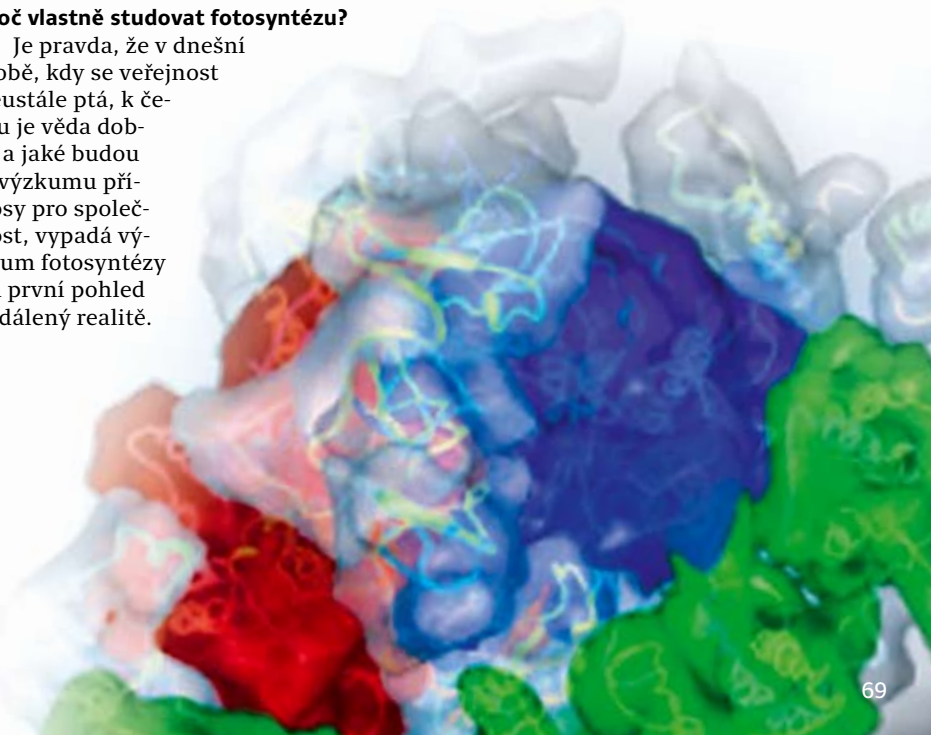 oč vlastně studovat fotosyntézu?
Je pravda, že v dnešní
obě, kdy se veřejnost
eustále ptá, k če-
u je věda dob-
a jaké budou
výzkumu pří-
osy pro společ-
ost, vypadá vý-
um fotosyntézy
první pohled
dálený realitě.
69